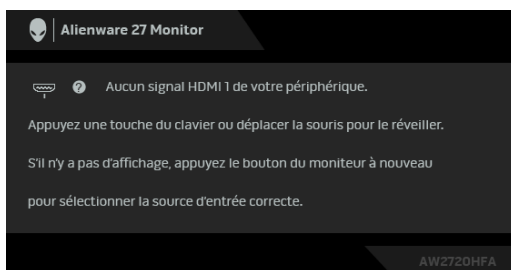 Alienware 27 Monitor
Aucun signal HDMI 1 de votre périphérique.
Appuyez une touche du clavier ou déplacer la souris pour le réveiller.
S'il n'y a pas d'affichage, appuyez le bouton du moniteur à nouveau
pour sélectionner la source d'entrée correcte.
AW2720HFA